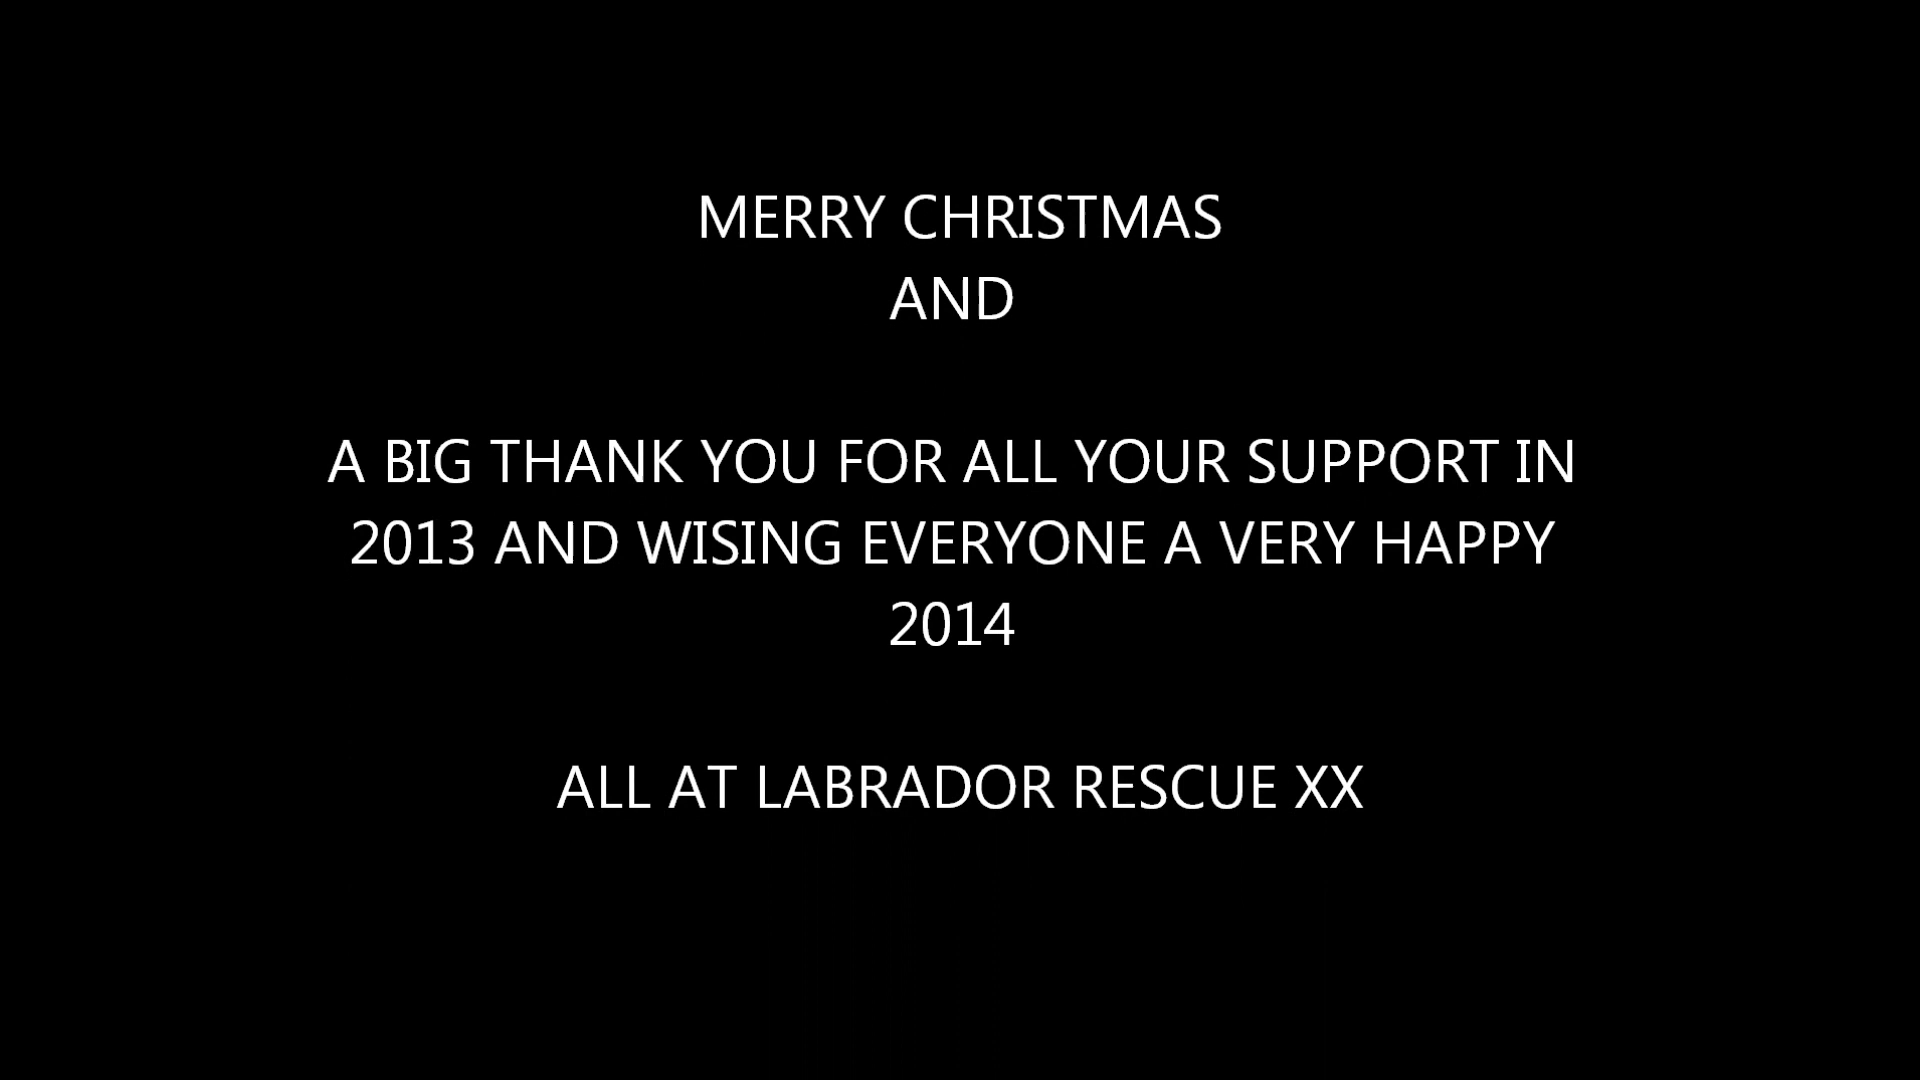 MERRY CHRISTMAS
AND
A BIG THANK YOU FOR ALL YOUR SUPPORT IN
2013 AND WISING EVERYONE A VERY HAPPY
2014
ALL AT LABRADOR RESCUE XX